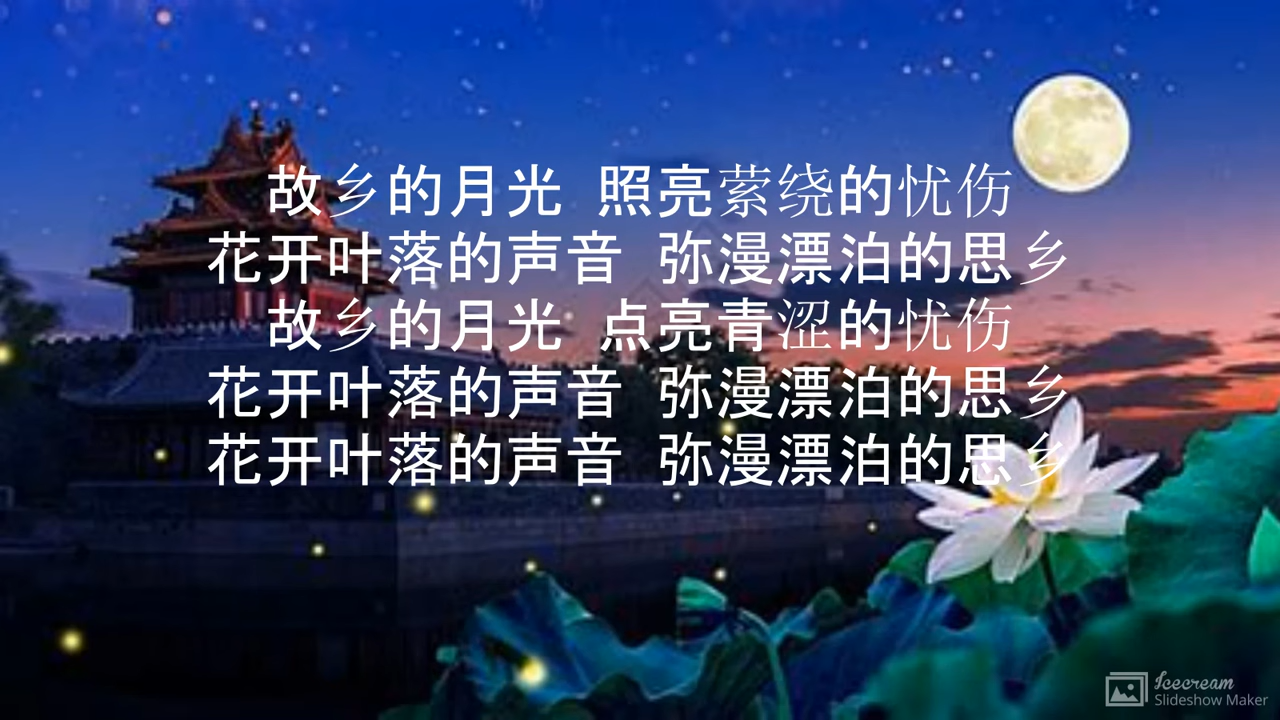 故乡的月光 照亮萦绕的忧伤
花开叶落的声音 弥漫漂泊的思乡
故乡的月光 点亮青涩的忧伤
花开叶落的声音 弥漫漂泊的思乡
花开叶落的声音 弥漫漂泊的思乡
Icecream
Slideshow Maker